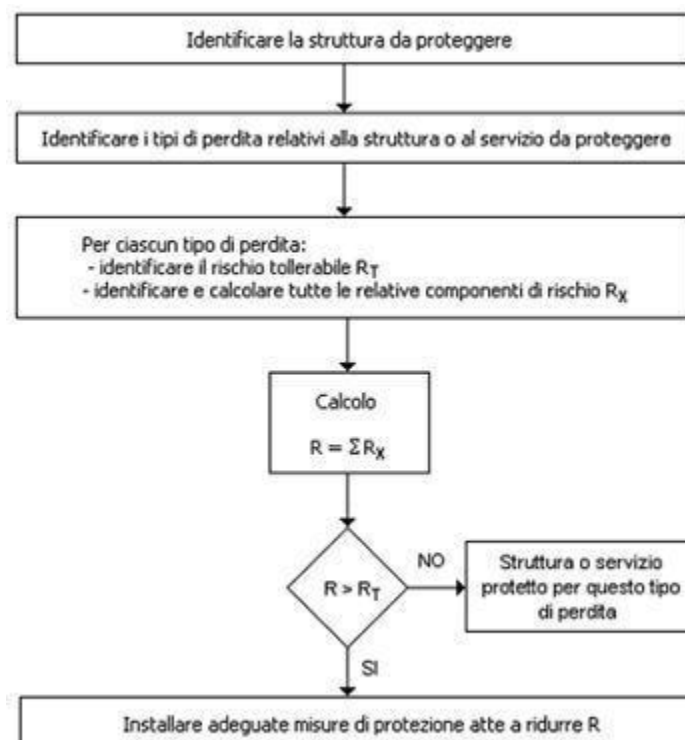 Identificare la struttura da proteggere
Identificare i tipi di perdita relativi alla struttura o al servizio da proteggere
Per ciascun tipo di perdita:
- identificare il rischio tollerabile RT
- identificare e calcolare tutte le relative componenti di rischio RX
Calcolo
R = ΣRX
R > RT
NO
Struttura o servizio
protetto per questo tipo
di perdita
SI
Installare adeguate misure di protezione atte a ridurre R